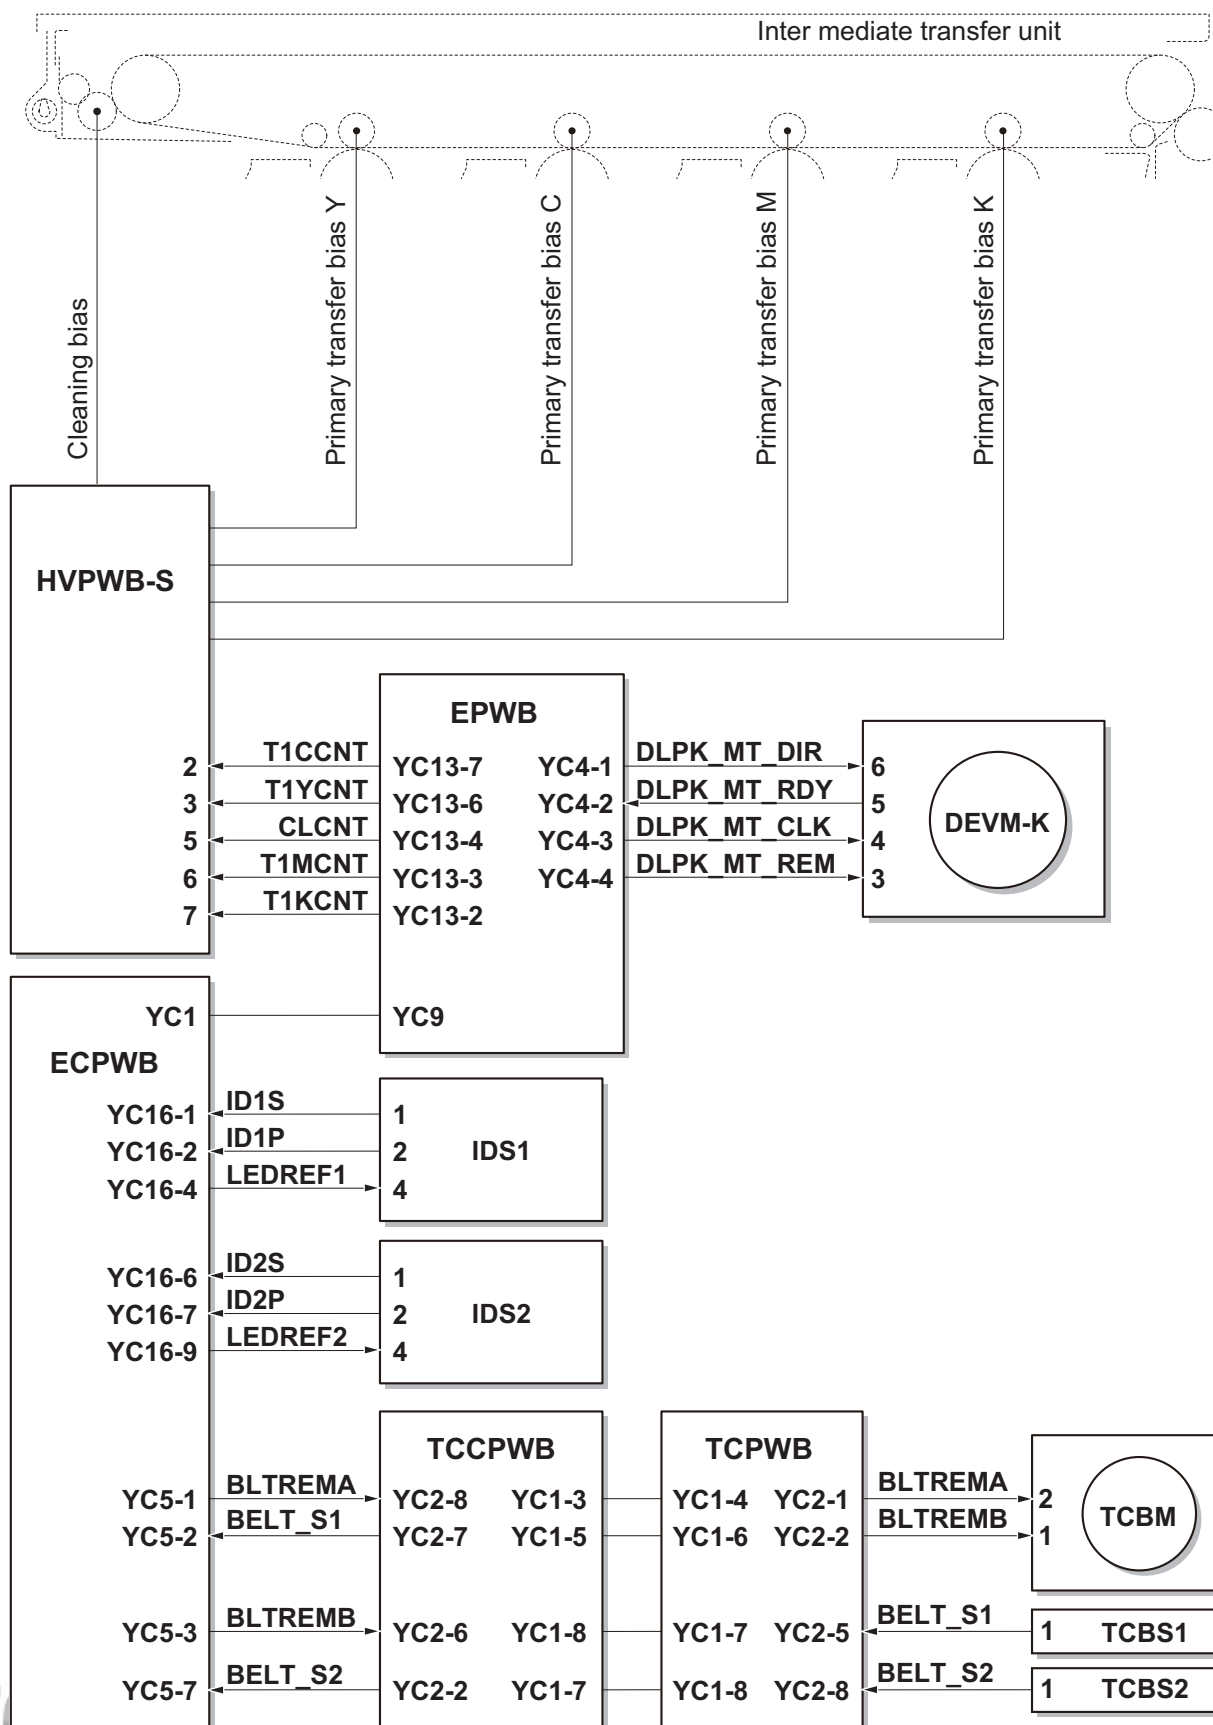 Inter mediate transfer unit
Cleaning bias
Primary transfer bias Y
Primary transfer bias C
Primary transfer bias M
Primary transfer bias K
HVPWB-S
EPWB
2 T1CCNT YC13-7 YC4-1 DLPK_MT_DIR 6
3 T1YCNT YC13-6 YC4-2 DLPK_MT_RDY 5
DEVM-K
5 CLCNT YC13-4 YC4-3 DLPK_MT_CLK 4
6 T1MCNT YC13-3 YC4-4 DLPK_MT_REM 3
7 T1KCNT YC13-2
YC1 YC9
ECPWB
YC16-1 ID1S 1
YC16-2 ID1P 2 IDS1
YC16-4 LEDREF1 4
YC16-6 ID2S 1
YC16-7 ID2P 2 IDS2
YC16-9 LEDREF2 4
TCCPWB TCPWB
YC5-1 BLTREMA YC2-8 YC1-3 YC1-4 YC2-1 BLTREMA 2
TCBM
YC5-2 BELT_S1 YC2-7 YC1-5 YC1-6 YC2-2 BLTREMB 1
YC5-3 BLTREMB YC2-6 YC1-8 YC1-7 YC2-5 BELT_S1 1 TCBS1
YC5-7 BELT_S2 YC2-2 YC1-7 YC1-8 YC2-8 BELT_S2 1 TCBS2